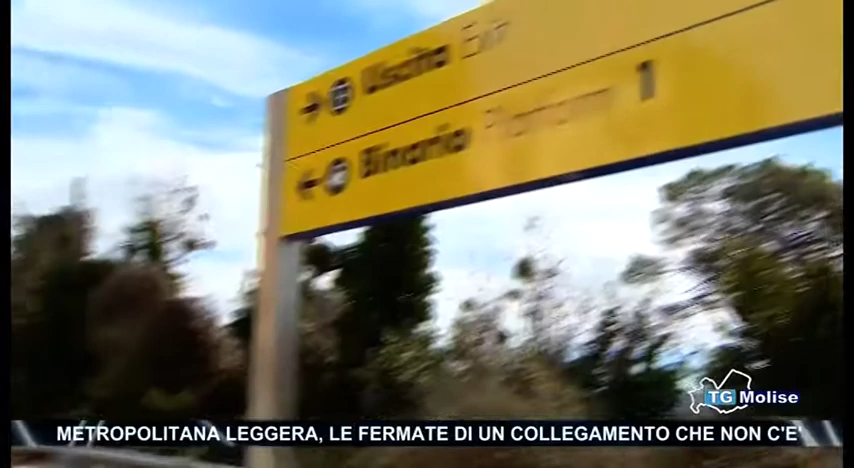 Uscita Exit
Binario Platform 1
TG Molise
METROPOLITANA LEGGERA, LE FERMATE DI UN COLLEGAMENTO CHE NON C'E'